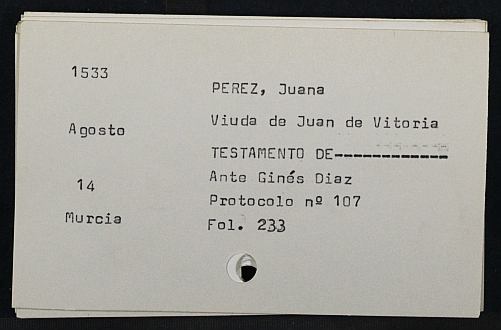 1533
PEREZ, Juana
Viuda de Juan de Vitoria
Agosto
TESTAMENTO DE-------------
14
Ante Ginés Diaz
Protocolo nº 107
Murcia
Fol. 233